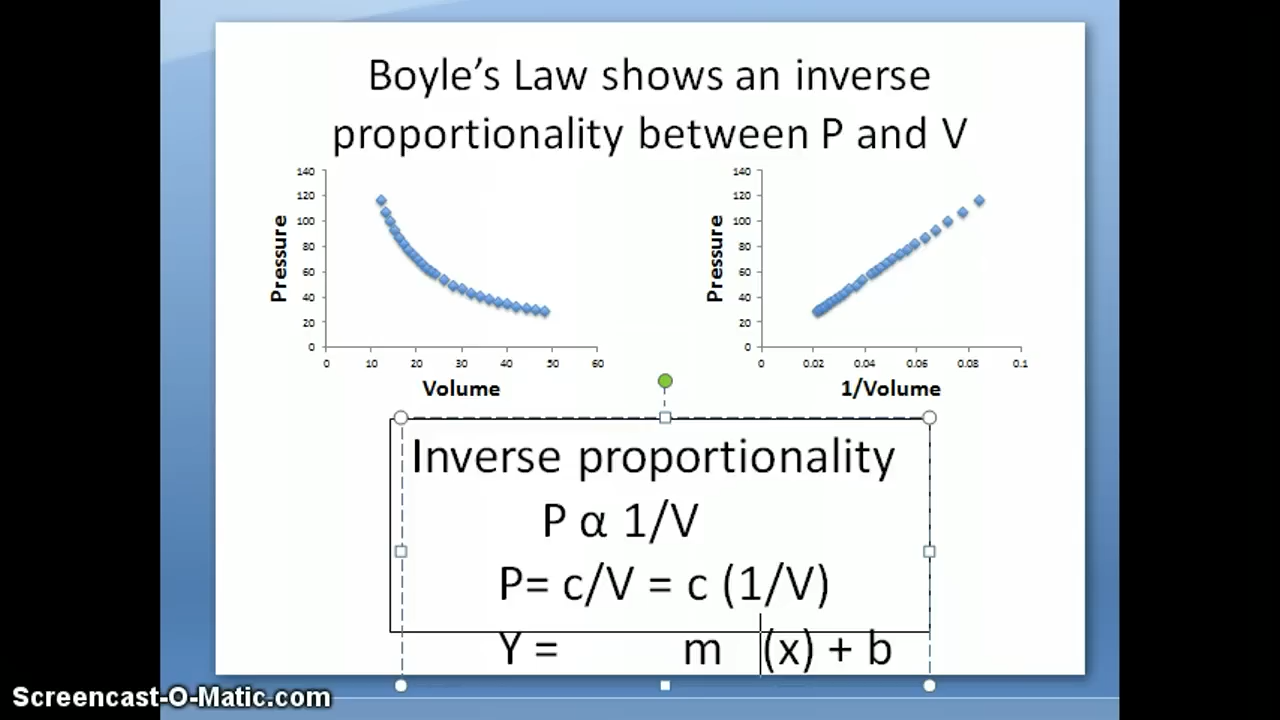 Boyle's Law shows an inverse
proportionality between P and V
140
120
100
80
60
40
20
0
Pressure
0 10 20 30 40 50 60
Volume
140
120
100
80
60
40
20
0
Pressure
0 0.02 0.04 0.06 0.08 0.1
1/Volume
Inverse proportionality
P α 1/V
P= c/V = c (1/V)
Y = m (x) + b
Screencast-O-Matic.com